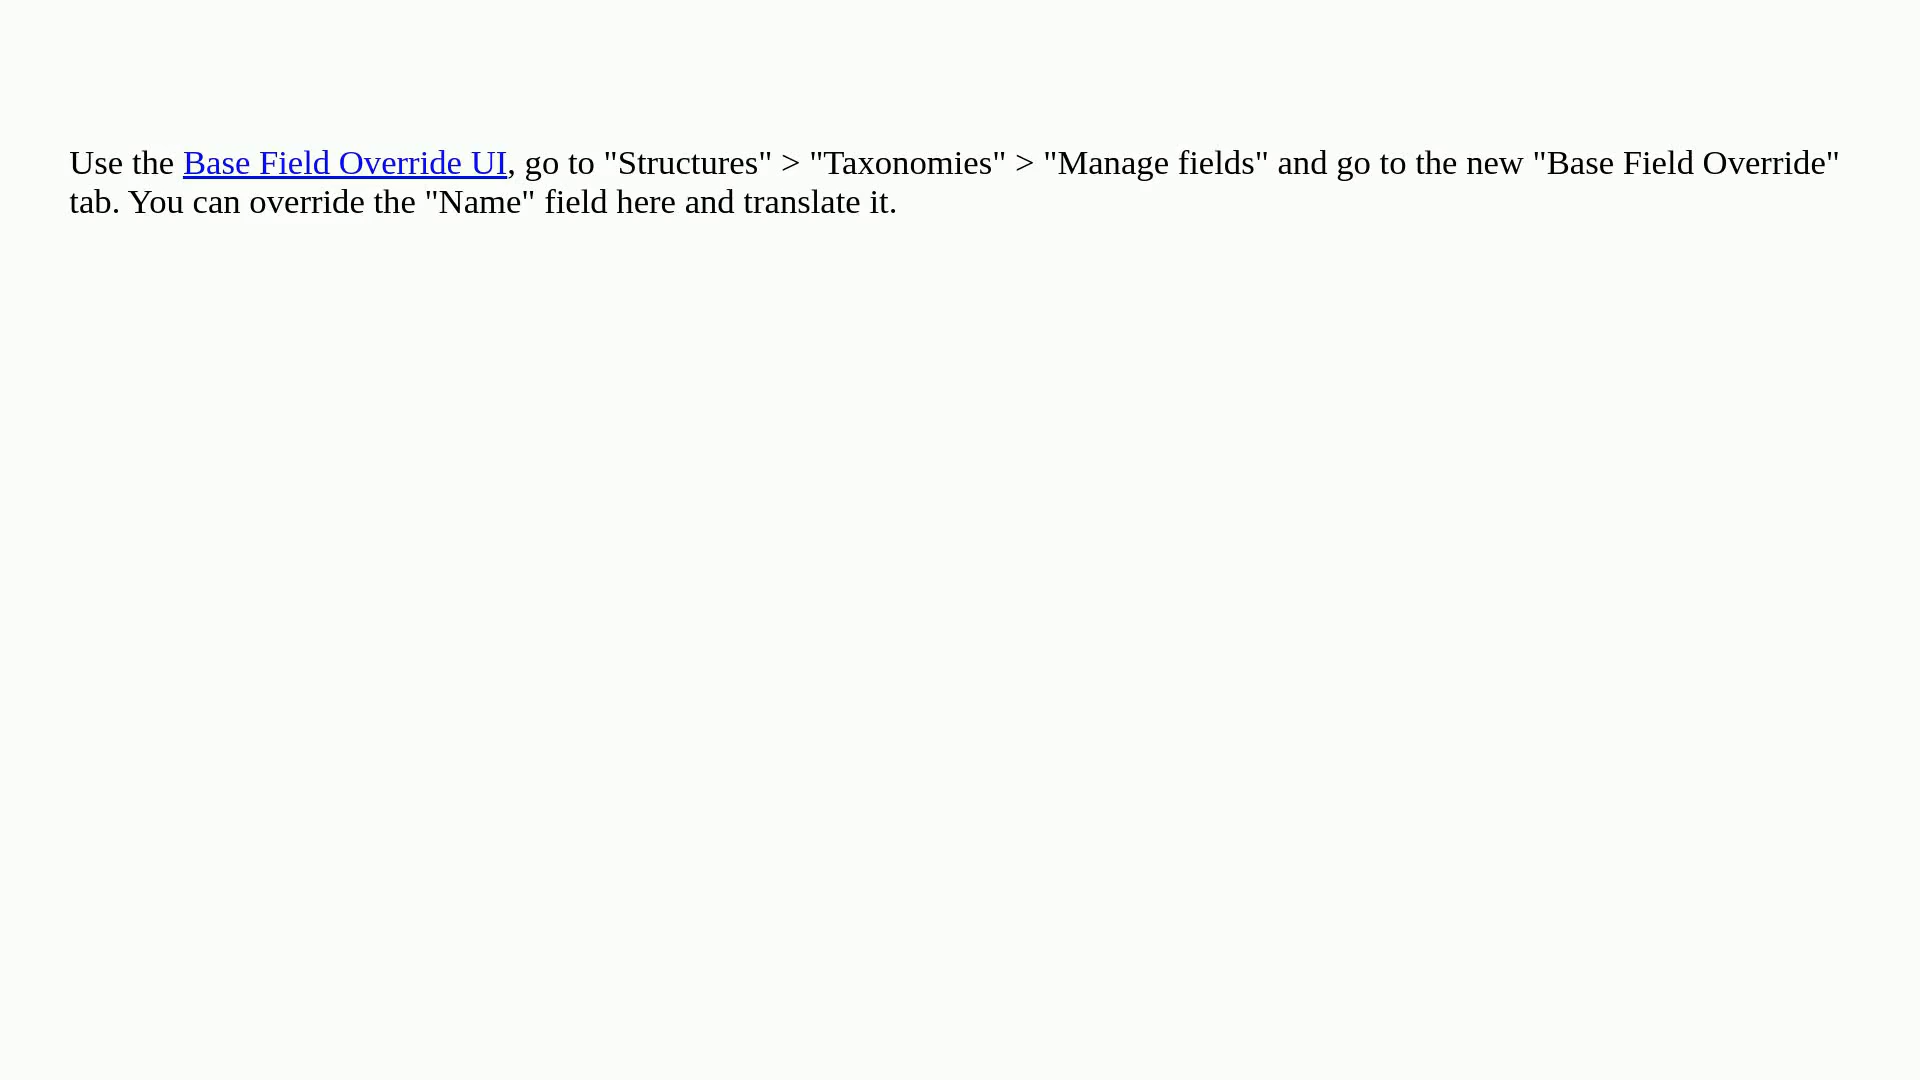 Use the Base Field Override UI, go to "Structures" > "Taxonomies" > "Manage fields" and go to the new "Base Field Override"
tab. You can override the "Name" field here and translate it.